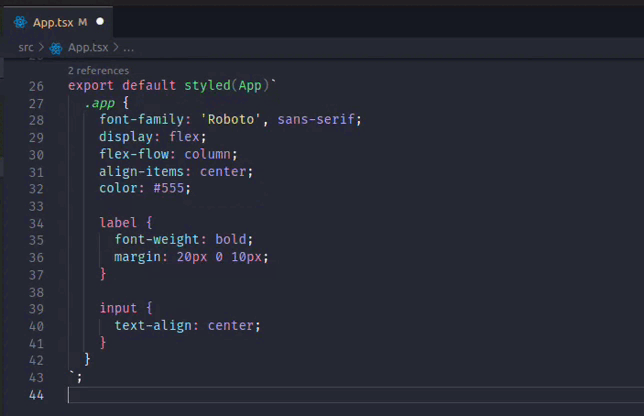 App.tsx M
src > App.tsx > ...
2 references
26 export default styled(App)`
27 .app {
28 font-family: 'Roboto', sans-serif;
29 display: flex;
30 flex-flow: column;
31 align-items: center;
32 color: #555;
33
34 label {
35 font-weight: bold;
36 margin: 20px 0 10px;
37 }
38
39 input {
40 text-align: center;
41 }
42 }
43 `;
44